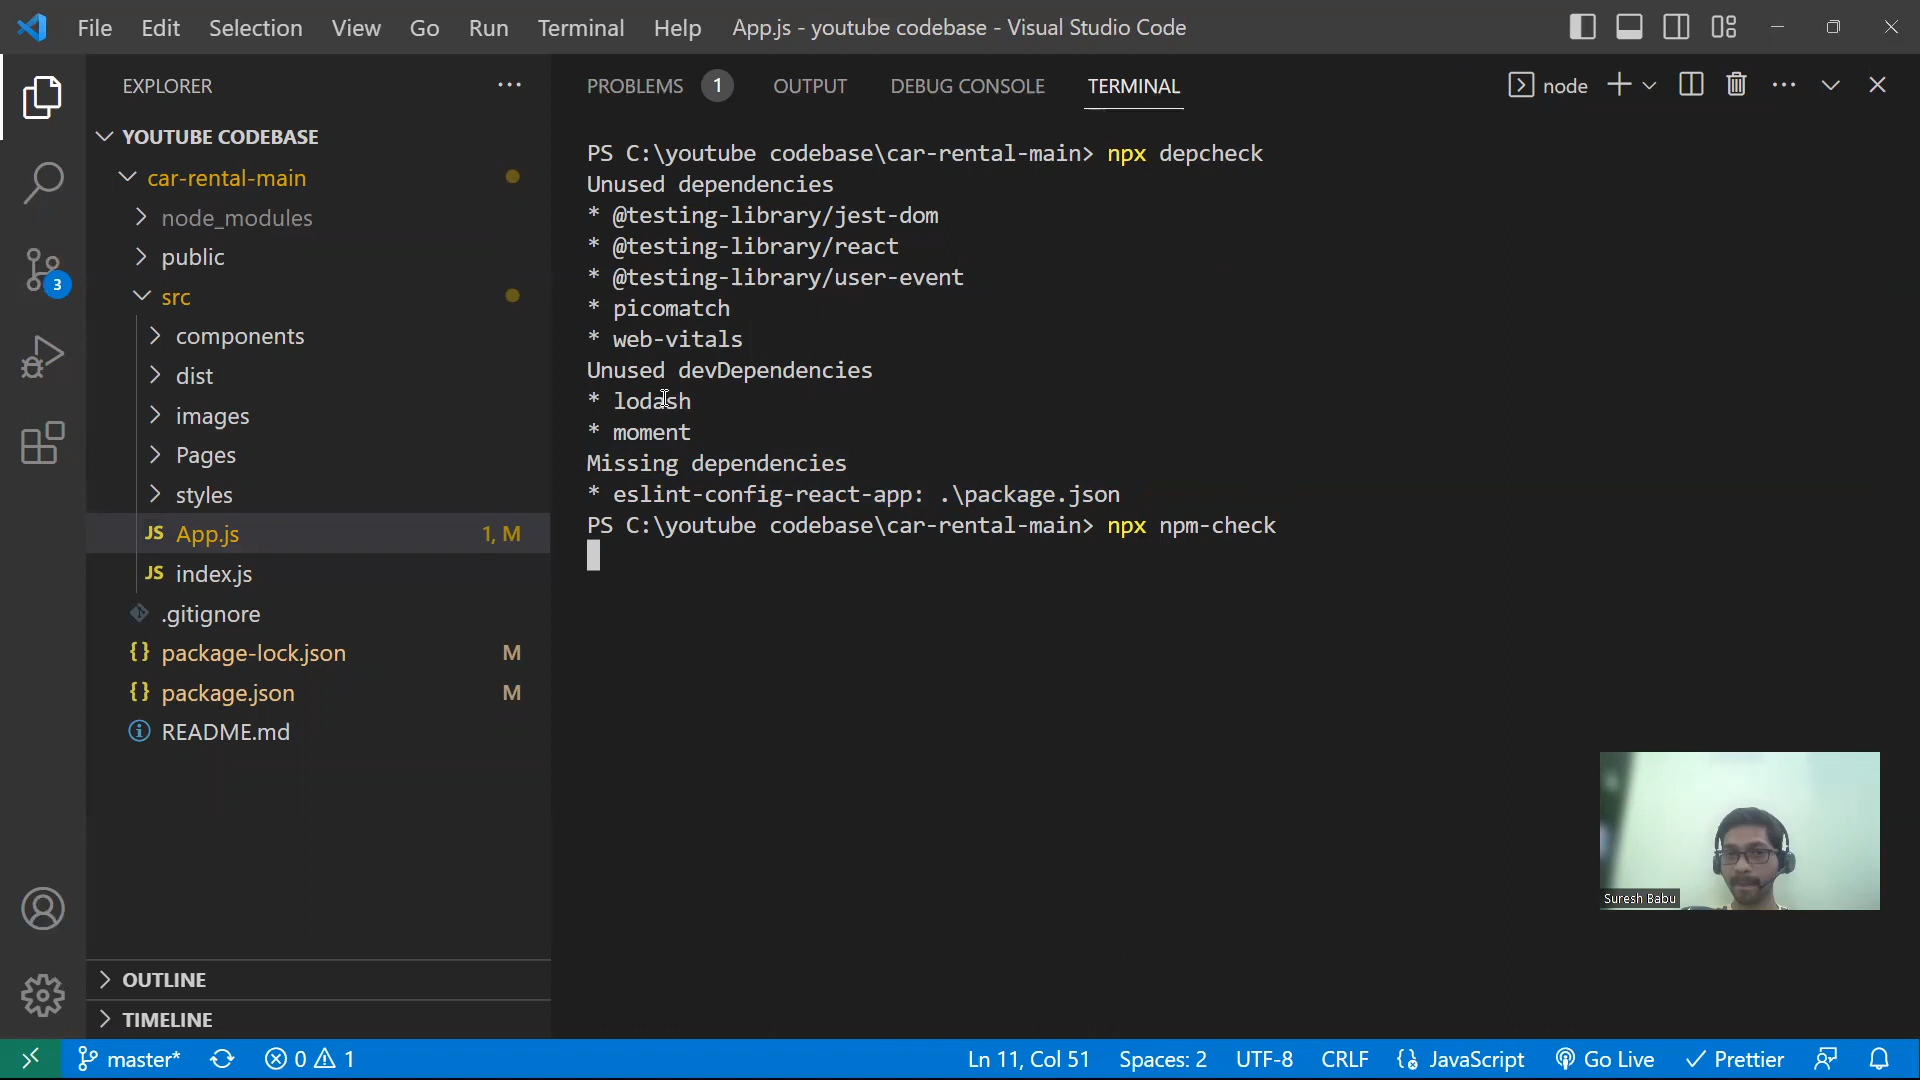 File Edit Selection View Go Run Terminal Help App.js - youtube codebase - Visual Studio Code
EXPLORER
YOUTUBE CODEBASE
car-rental-main
node_modules
public
src
components
dist
images
Pages
styles
JS App.js 1, M
JS index.js
.gitignore
{} package-lock.json M
{} package.json M
README.md
OUTLINE
TIMELINE
3
PROBLEMS 1 OUTPUT DEBUG CONSOLE TERMINAL node
PS C:\youtube codebase\car-rental-main> npx depcheck
Unused dependencies
* @testing-library/jest-dom
* @testing-library/react
* @testing-library/user-event
* picomatch
* web-vitals
Unused devDependencies
* lodash
* moment
Missing dependencies
* eslint-config-react-app: .\package.json
PS C:\youtube codebase\car-rental-main> npx npm-check
Suresh Babu
master* 0 1 Ln 11, Col 51 Spaces: 2 UTF-8 CRLF {} JavaScript Go Live Prettier